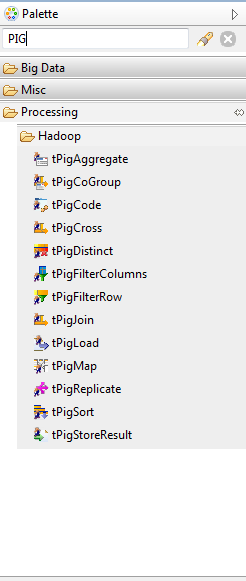 Palette
PIG
Big Data
Misc
Processing
Hadoop
tPigAggregate
tPigCoGroup
tPigCode
tPigCross
tPigDistinct
tPigFilterColumns
tPigFilterRow
tPigJoin
tPigLoad
tPigMap
tPigReplicate
tPigSort
tPigStoreResult